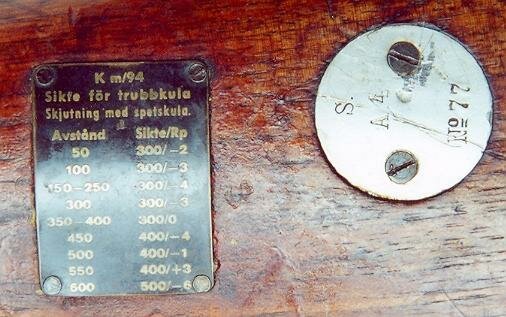 K m/94
Sikte för trubbkula
Skjutning med spetskula.
Avstånd Sikte/Rp
50 300/-2
100 300/-3
150-250 300/-4
300 300/-3
350-400 300/0
450 400/-4
500 400/-1
550 400/+3
600 500/-6
S.
A 4
No 77